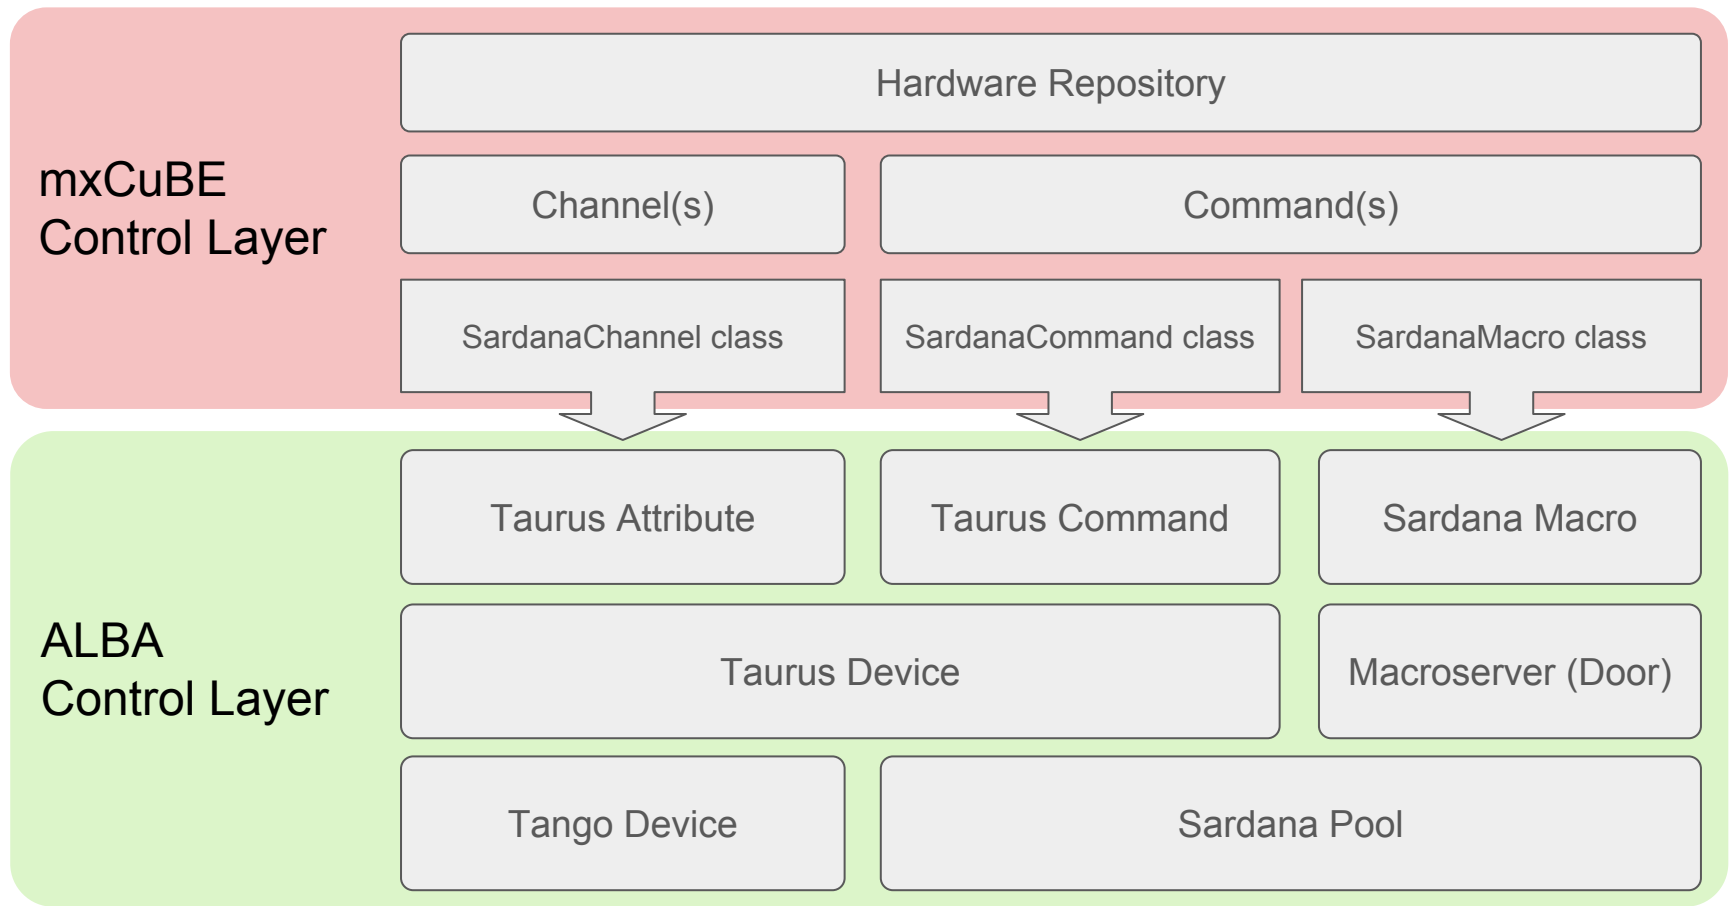 Hardware Repository
mxCuBE
Control Layer
Channel(s)
Command(s)
SardanaChannel class
SardanaCommand class
SardanaMacro class
Taurus Attribute
Taurus Command
Sardana Macro
ALBA
Control Layer
Taurus Device
Macroserver (Door)
Tango Device
Sardana Pool